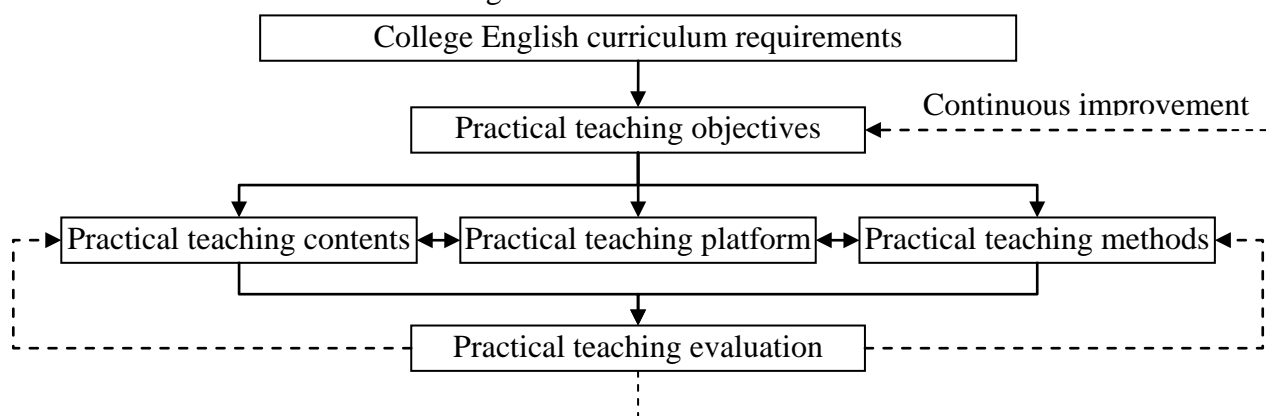 College English curriculum requirements
Continuous improvement
Practical teaching objectives
Practical teaching contents Practical teaching platform Practical teaching methods
Practical teaching evaluation